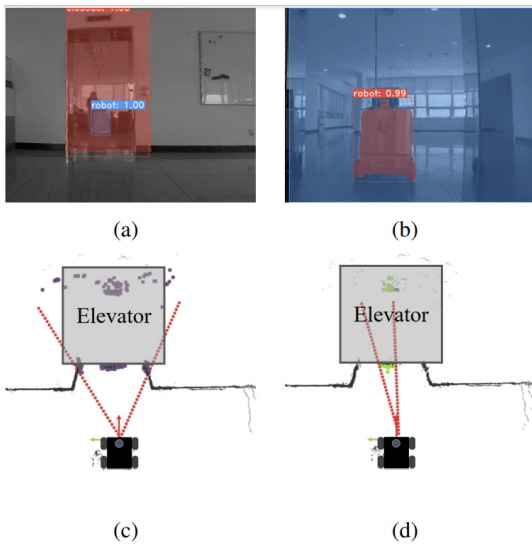 robot: 1.00
robot: 0.99
(a)
(b)
Elevator
Elevator
(c)
(d)